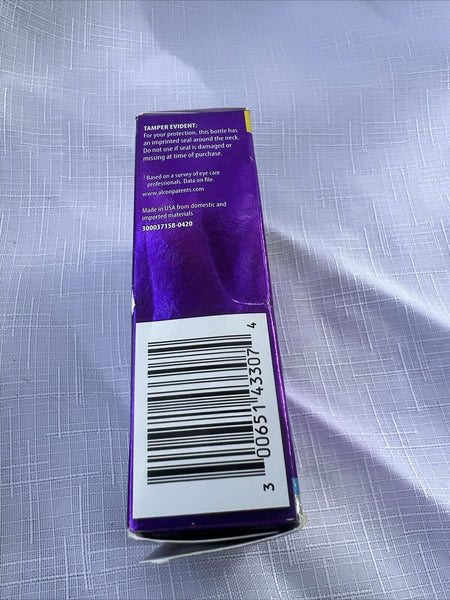 TAMPER EVIDENT:
For your protection, this bottle has
an imprinted seal around the neck.
Do not use if seal is damaged or
missing at time of purchase.
¹ Based on a survey of eye care
professionals. Data on file.
www.alconpatents.com
Made in USA from domestic and
imported materials
300037158-0420
3 00651 43307 4